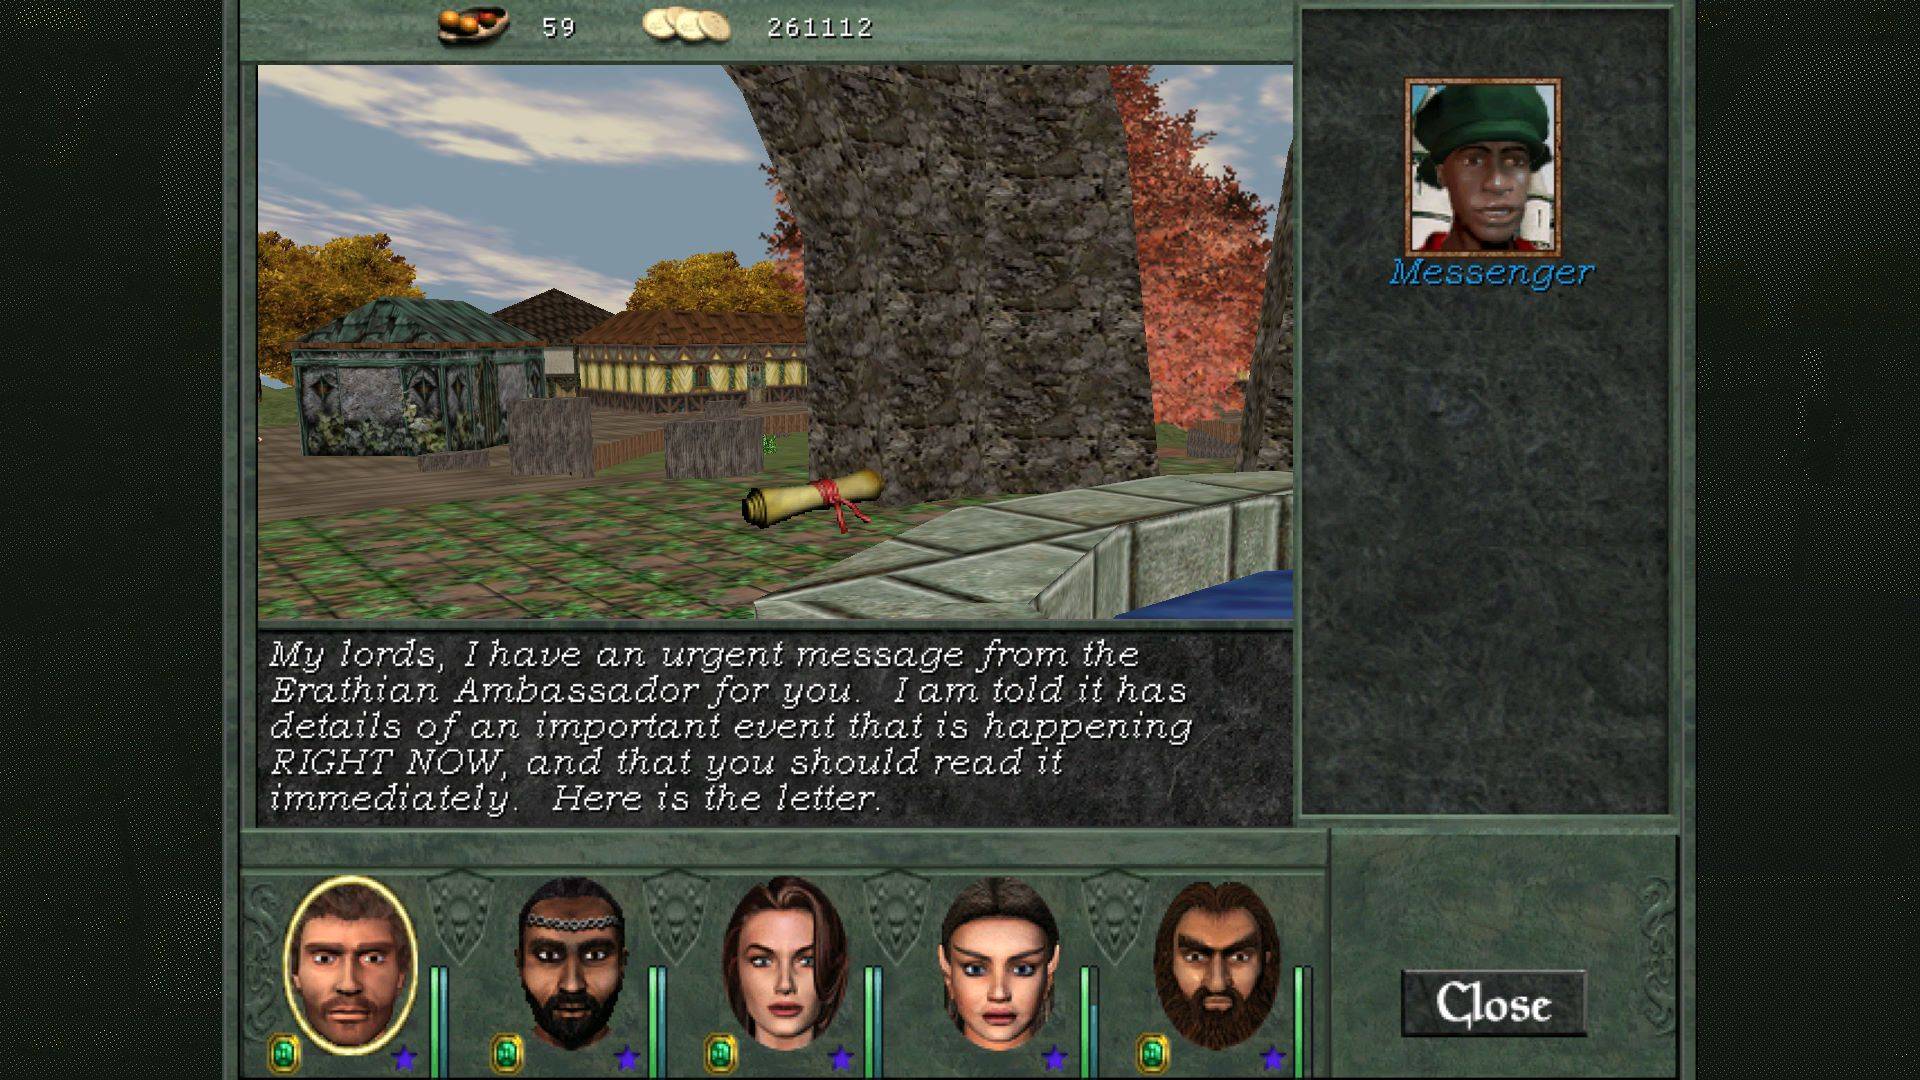 59 261112
Messenger
My lords, I have an urgent message from the
Erathian Ambassador for you. I am told it has
details of an important event that is happening
RIGHT NOW, and that you should read it
immediately. Here is the letter.
Close